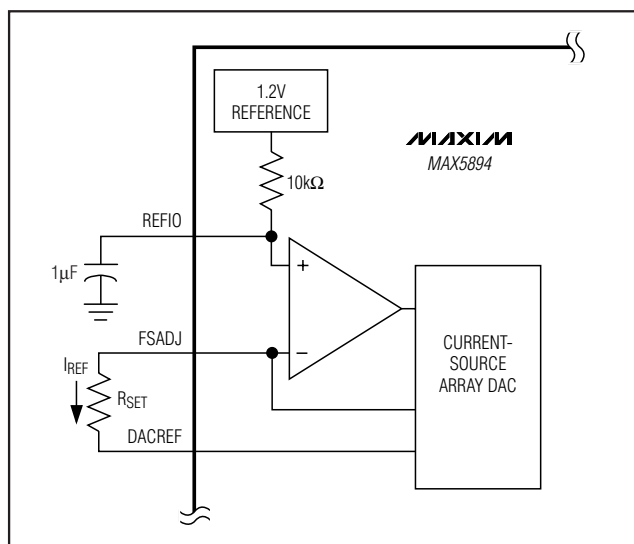 1.2V
REFERENCE
MAXIM
MAX5894
10kΩ
REFIO
1µF
+
FSADJ
−
CURRENT-
SOURCE
ARRAY DAC
IREF
RSET
DACREF